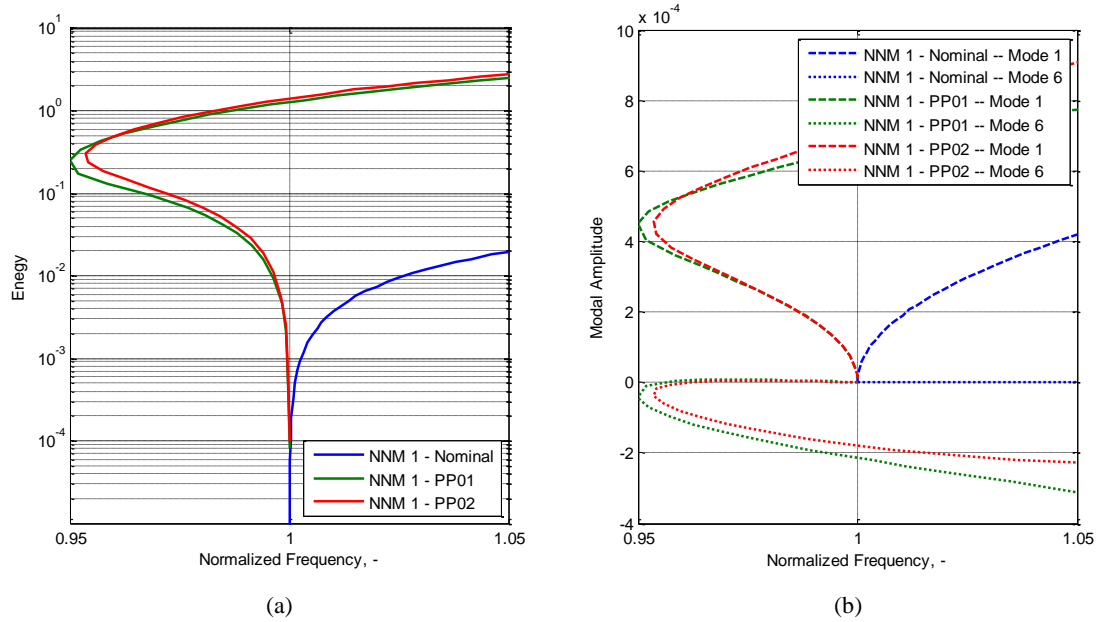 10^1
10^0
10^-1
10^-2
10^-3
10^-4
Enegy
0.95
1
1.05
Normalized Frequency, -
NNM 1 - Nominal
NNM 1 - PP01
NNM 1 - PP02
(a)
x 10^-4
10
8
6
4
2
0
-2
-4
Modal Amplitude
0.95
1
1.05
Normalized Frequency, -
NNM 1 - Nominal -- Mode 1
NNM 1 - Nominal -- Mode 6
NNM 1 - PP01 -- Mode 1
NNM 1 - PP01 -- Mode 6
NNM 1 - PP02 -- Mode 1
NNM 1 - PP02 -- Mode 6
(b)